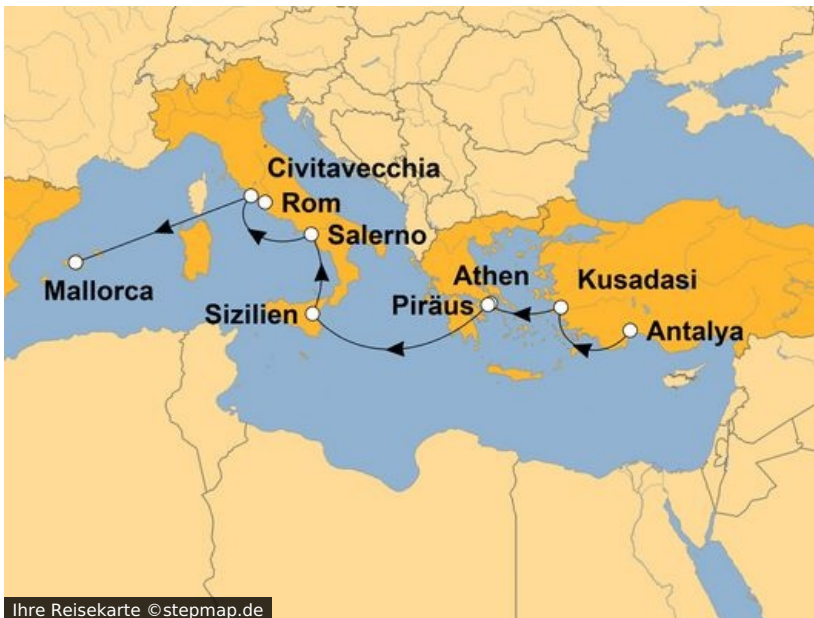 Civitavecchia
Rom
Salerno
Mallorca
Sizilien
Athen
Piräus
Kusadasi
Antalya
Ihre Reisekarte ©stepmap.de